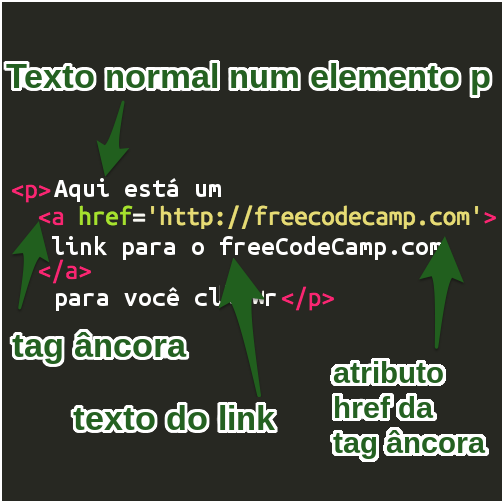 Texto normal num elemento p
<p>Aqui está um
<a href='http://freecodecamp.com'>
link para o freeCodeCamp.com
</a>
para você </p>
tag âncora
texto do link
atributo
href da
tag âncora